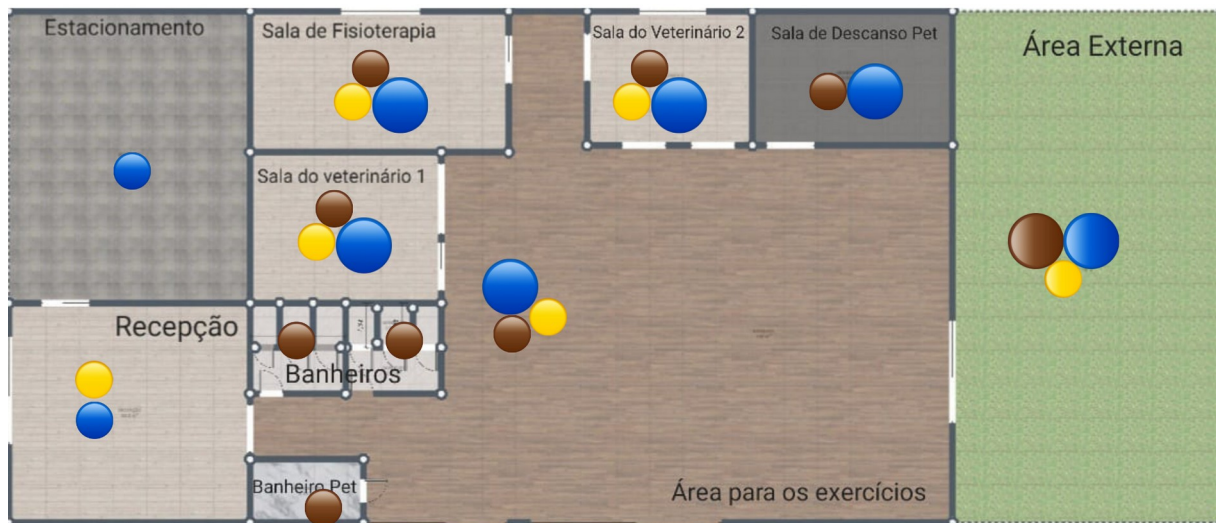 Estacionamento
Sala de Fisioterapia
Sala do Veterinário 2
Sala de Descanso Pet
Área Externa
Sala do veterinário 1
Recepção
Banheiros
Banheiro Pet
Área para os exercícios